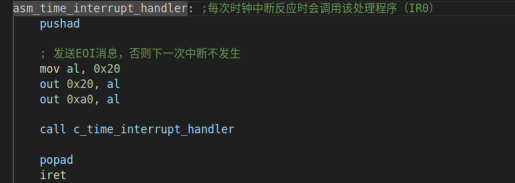 asm_time_interrupt_handler: ;每次时钟中断反应时会调用该处理程序（IR0）
pushad
; 发送EOI消息，否则下一次中断不发生
mov al, 0x20
out 0x20, al
out 0xa0, al
call c_time_interrupt_handler
popad
iret